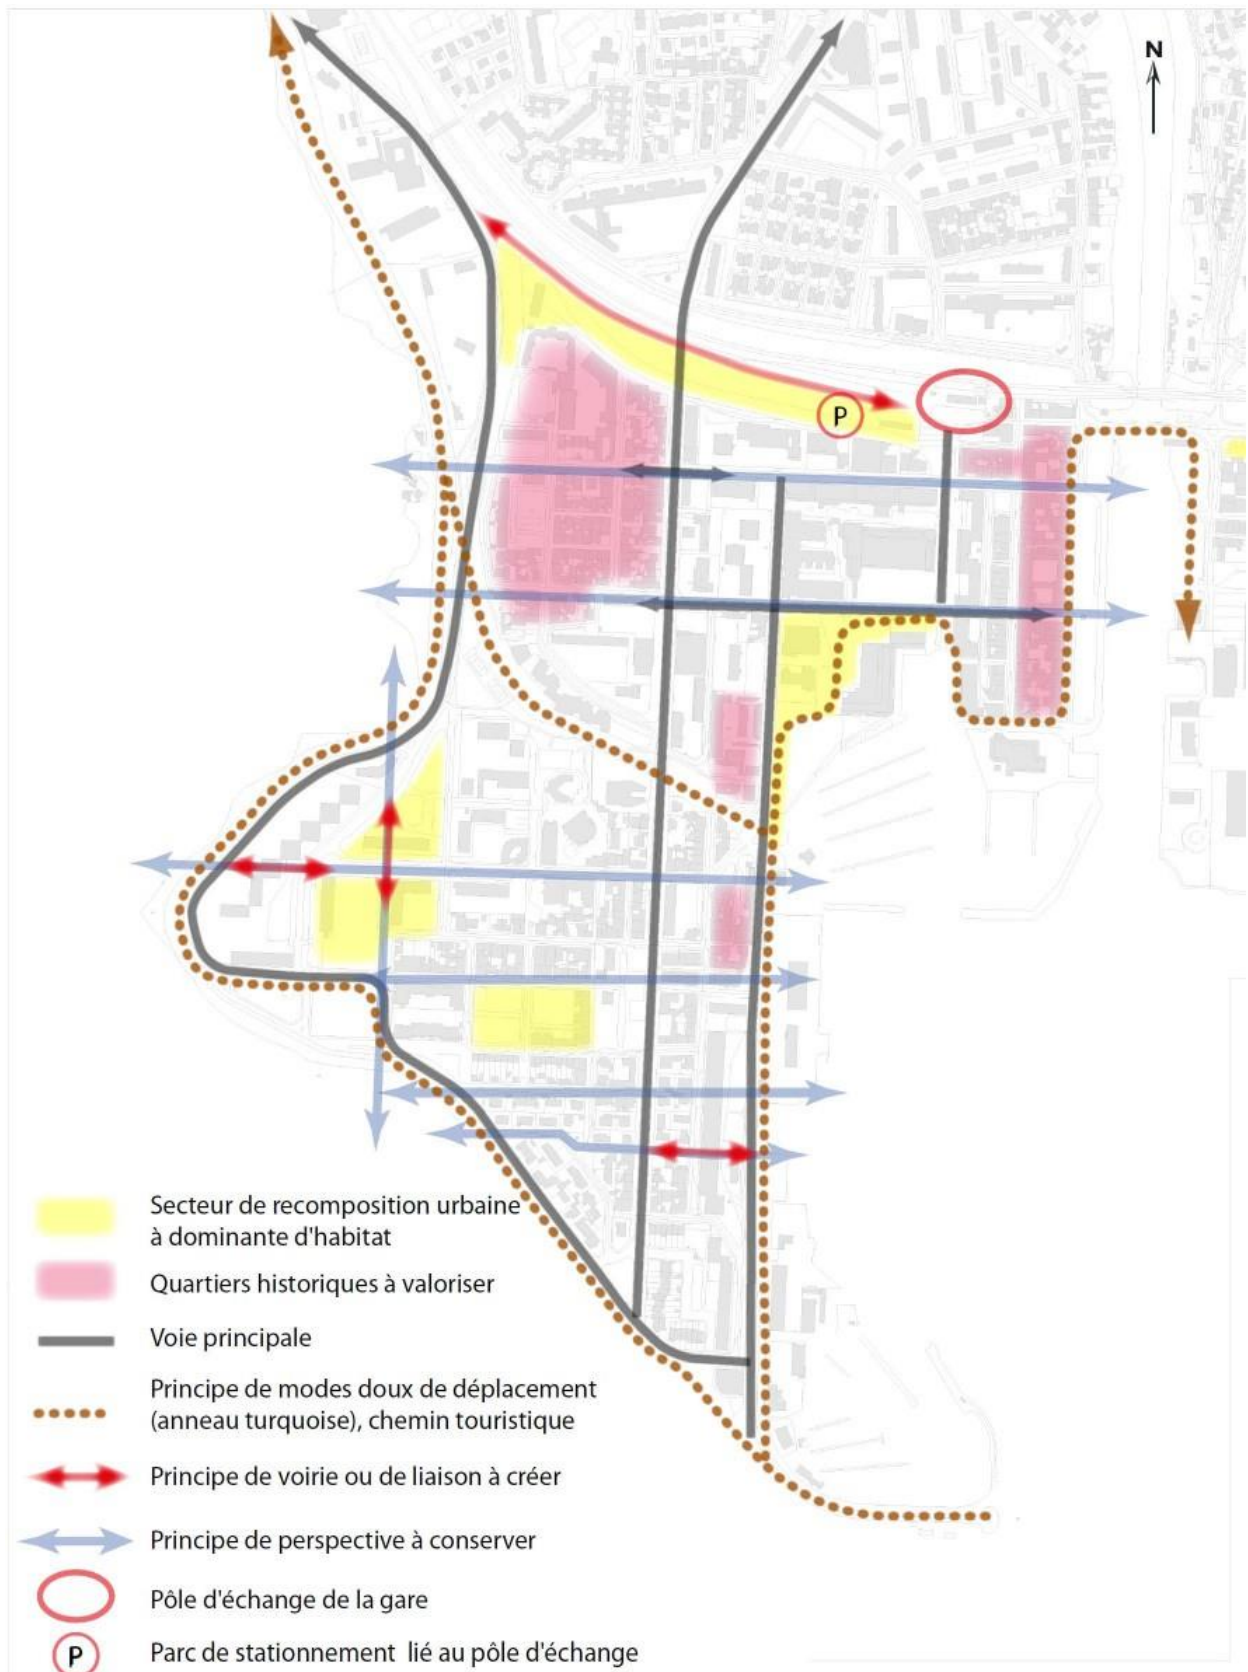 N
P
Secteur de recomposition urbaine
à dominante d'habitat
Quartiers historiques à valoriser
Voie principale
Principe de modes doux de déplacement
(anneau turquoise), chemin touristique
Principe de voirie ou de liaison à créer
Principe de perspective à conserver
Pôle d'échange de la gare
P Parc de stationnement lié au pôle d'échange